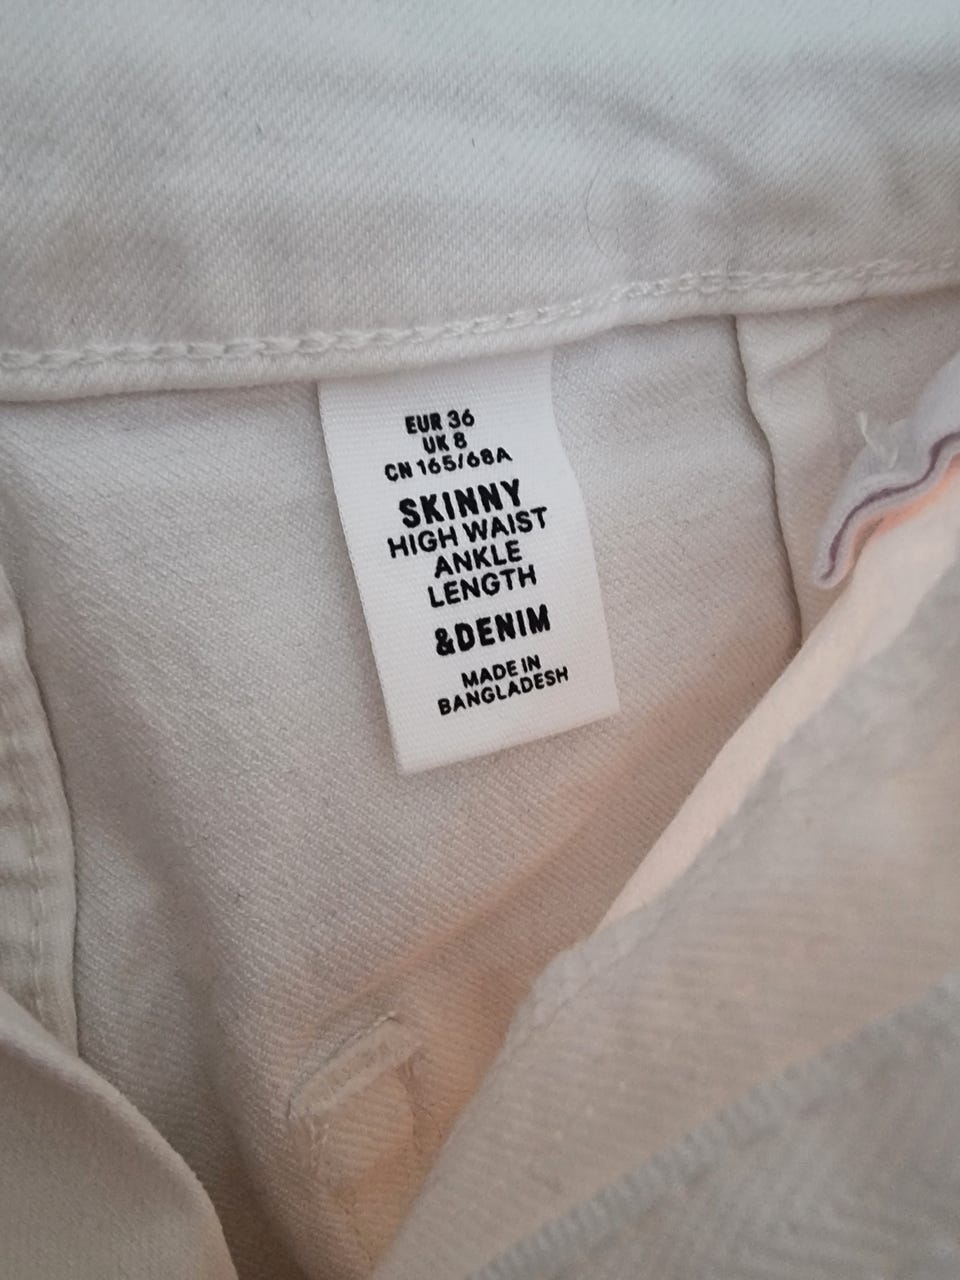 EUR 36
UK 8
CN 165/68A
SKINNY
HIGH WAIST
ANKLE
LENGTH
&DENIM
MADE IN
BANGLADESH